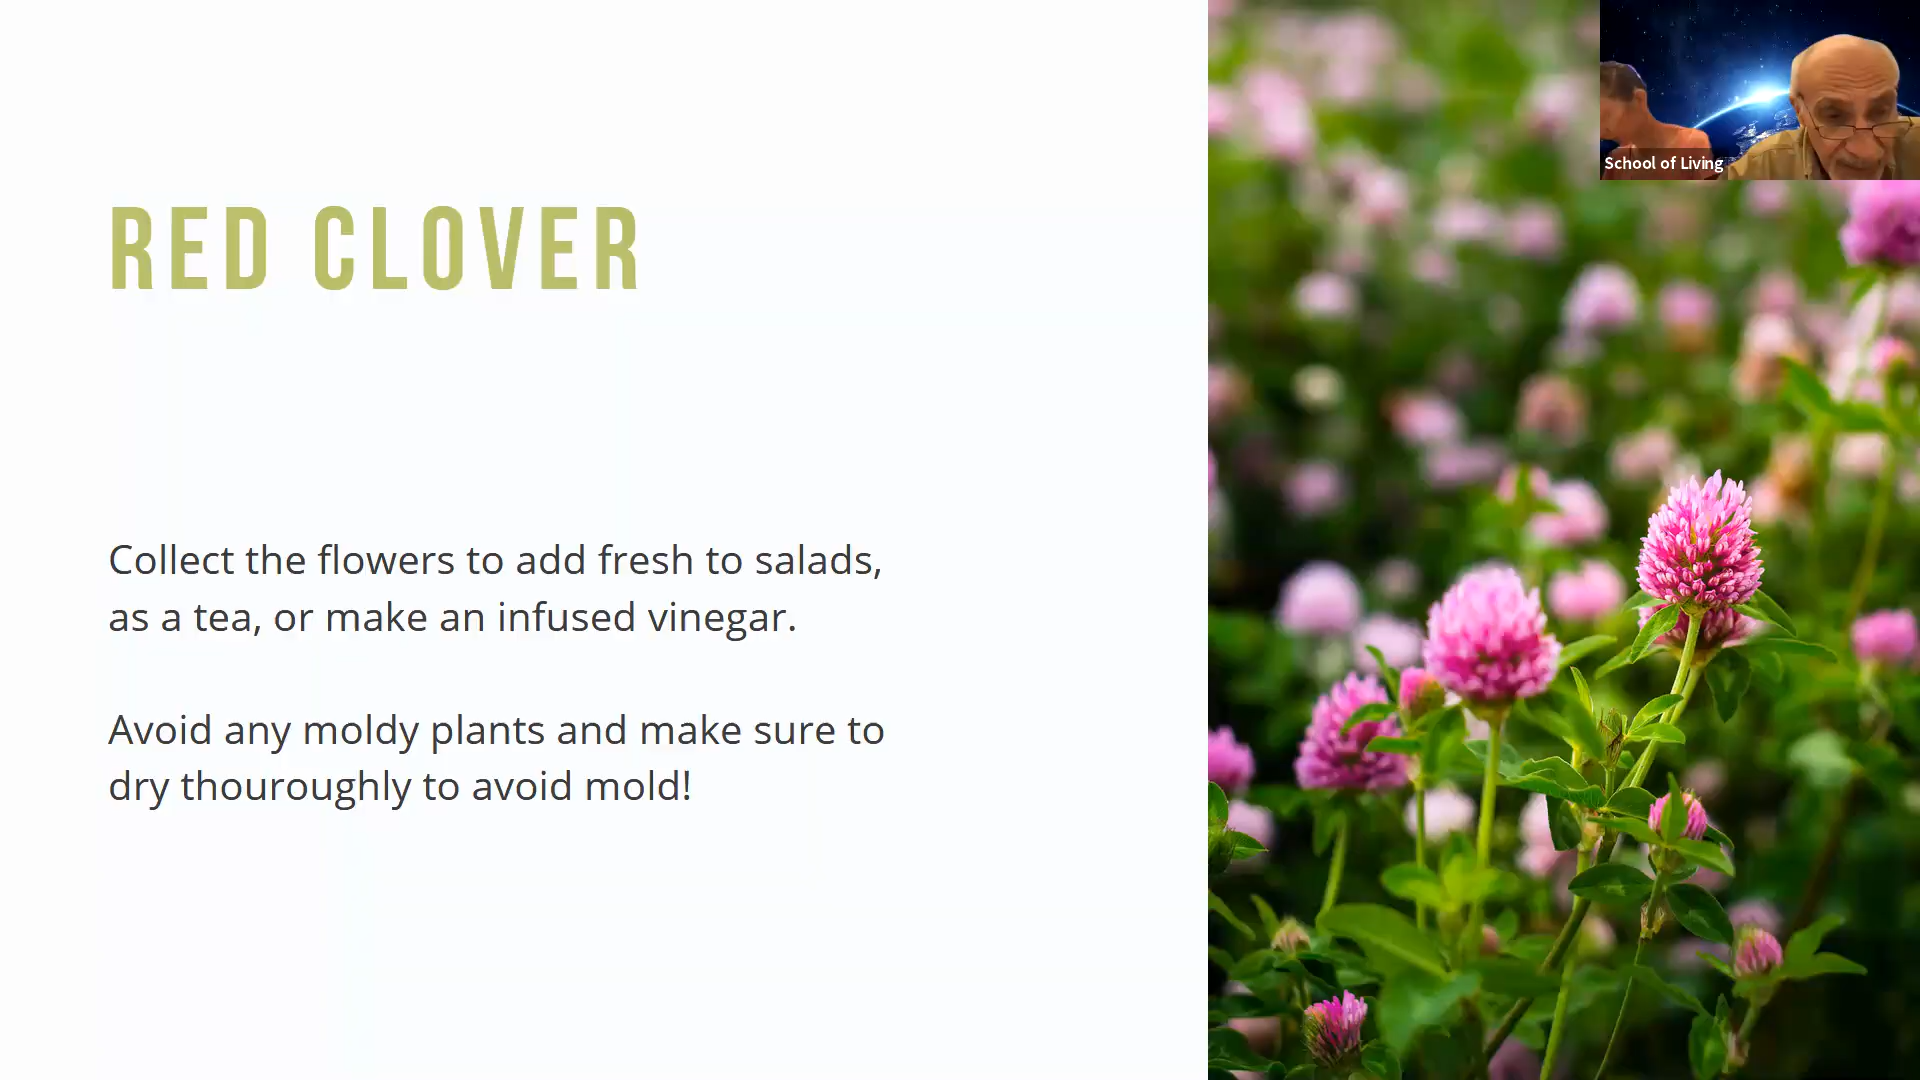 RED CLOVER
Collect the flowers to add fresh to salads,
as a tea, or make an infused vinegar.
Avoid any moldy plants and make sure to
dry thouroughly to avoid mold!
School of Living